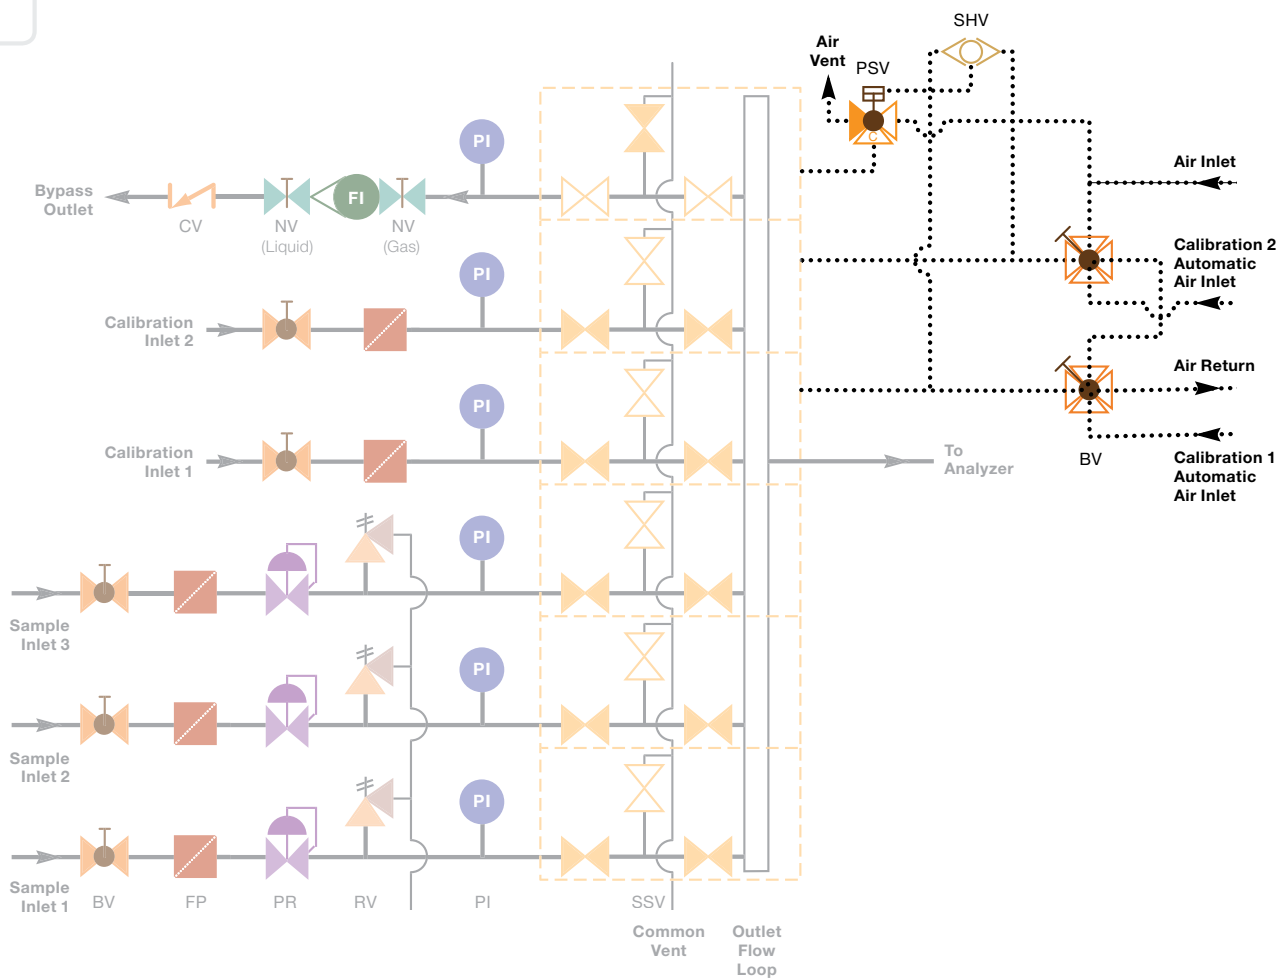 SHV
Air
Vent
PSV
C
PI
Air Inlet
Bypass
Outlet
FI
CV
NV
(Liquid)
NV
(Gas)
Calibration 2
Automatic
Air Inlet
PI
Calibration
Inlet 2
Air Return
PI
Calibration
Inlet 1
To
Analyzer
BV
Calibration 1
Automatic
Air Inlet
PI
Sample
Inlet 3
PI
Sample
Inlet 2
PI
Sample
Inlet 1
BV
FP
PR
RV
PI
SSV
Common
Vent
Outlet
Flow
Loop